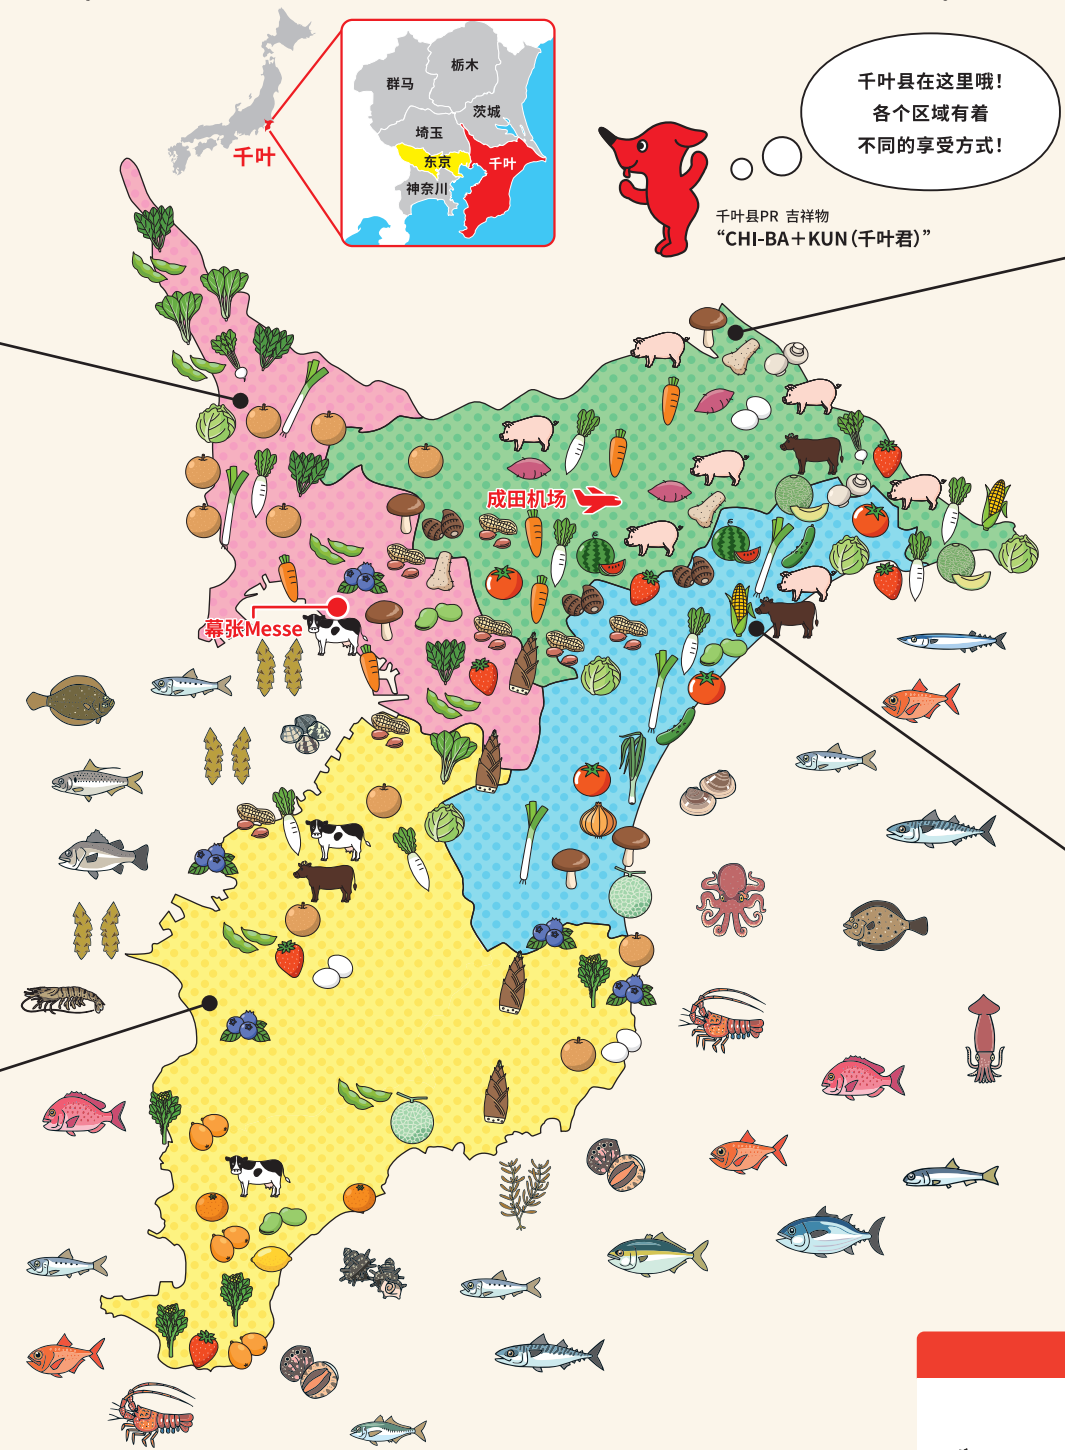 栃木
群马
茨城
埼玉
东京
千叶
神奈川
千叶
千叶县在这里哦！
各个区域有着
不同的享受方式！
千叶县PR 吉祥物
“CHI-BA＋KUN（千叶君）”
成田机场
幕张Messe